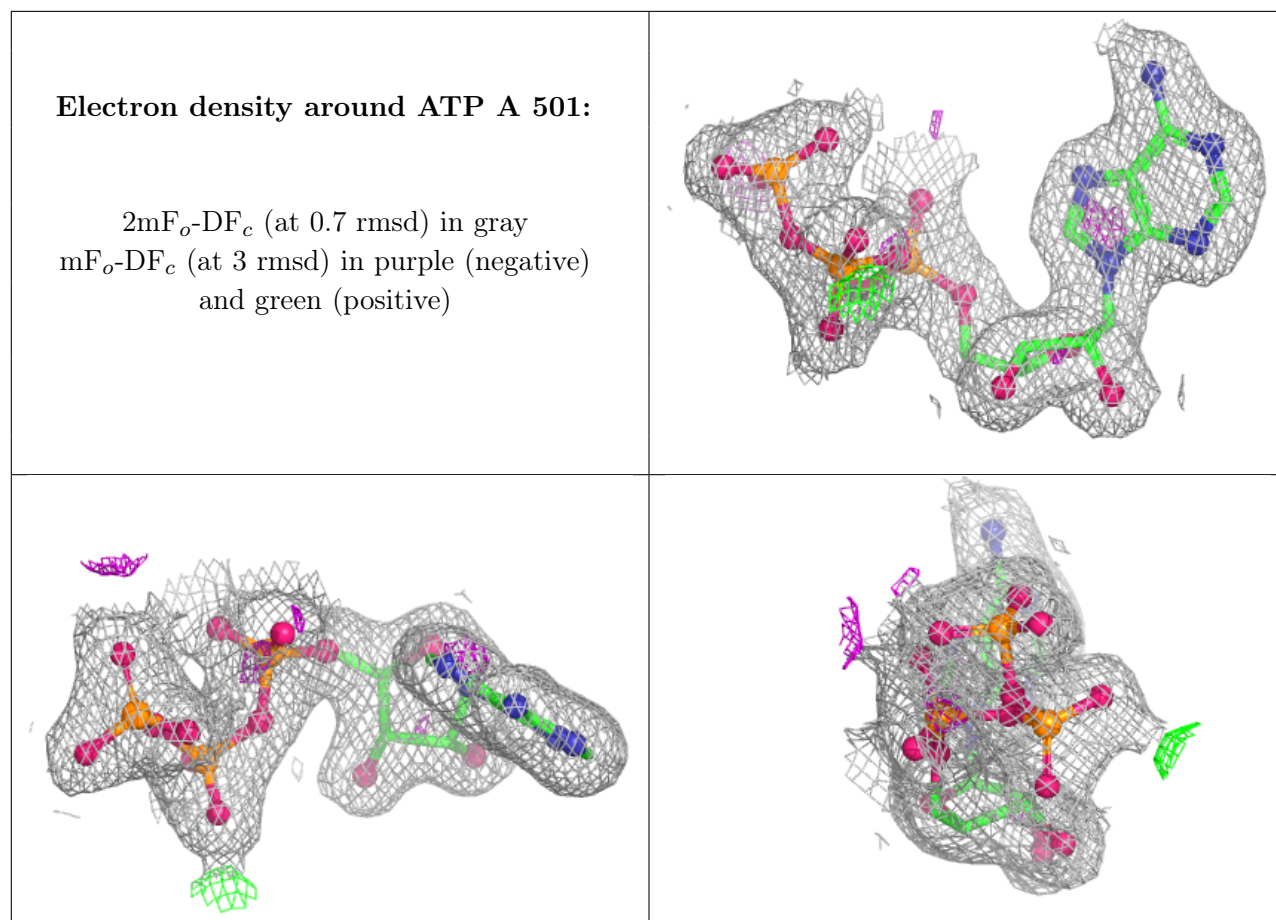 Electron density around ATP A 501:
2mFo-DFc (at 0.7 rmsd) in gray
mFo-DFc (at 3 rmsd) in purple (negative)
and green (positive)